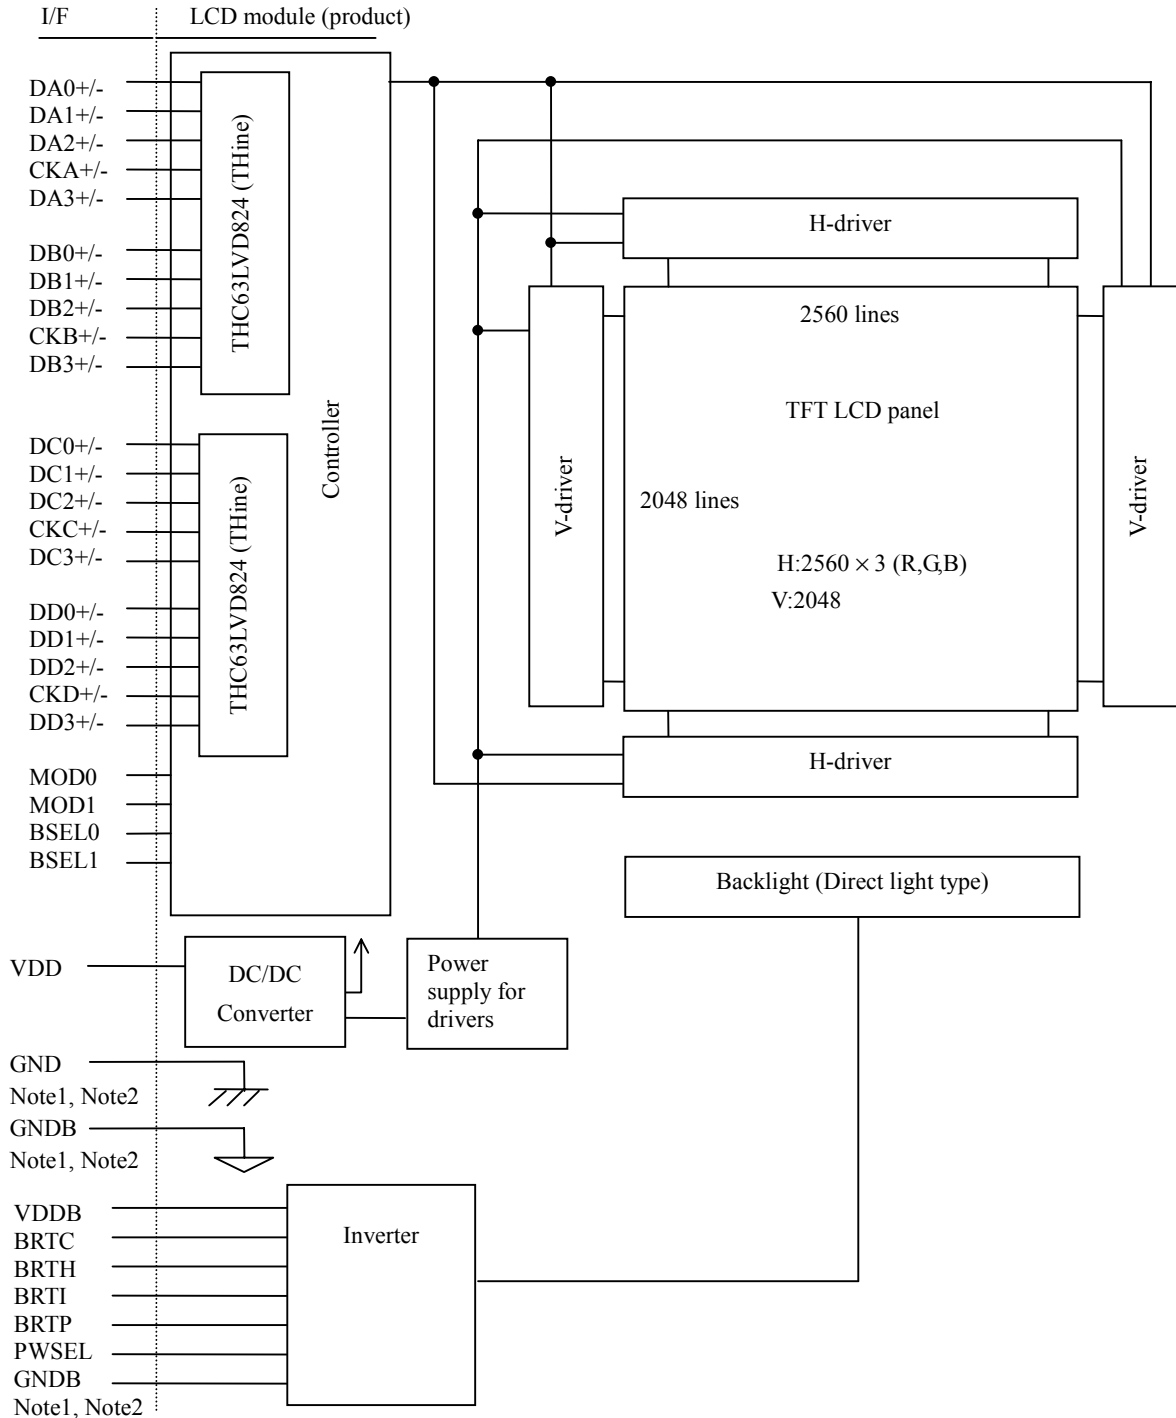 I/F
LCD module (product)
DA0+/-
DA1+/-
DA2+/-
CKA+/-
DA3+/-
DB0+/-
DB1+/-
DB2+/-
CKB+/-
DB3+/-
THC63LVD824 (THine)
DC0+/-
DC1+/-
DC2+/-
CKC+/-
DC3+/-
DD0+/-
DD1+/-
DD2+/-
CKD+/-
DD3+/-
THC63LVD824 (THine)
MOD0
MOD1
BSEL0
BSEL1
Controller
H-driver
V-driver
2560 lines
TFT LCD panel
2048 lines
H:2560 × 3 (R,G,B)
V:2048
V-driver
H-driver
Backlight (Direct light type)
VDD
DC/DC
Converter
Power
supply for
drivers
GND
Note1, Note2
GNDB
Note1, Note2
VDDB
BRTC
BRTH
BRTI
BRTP
PWSEL
GNDB
Note1, Note2
Inverter